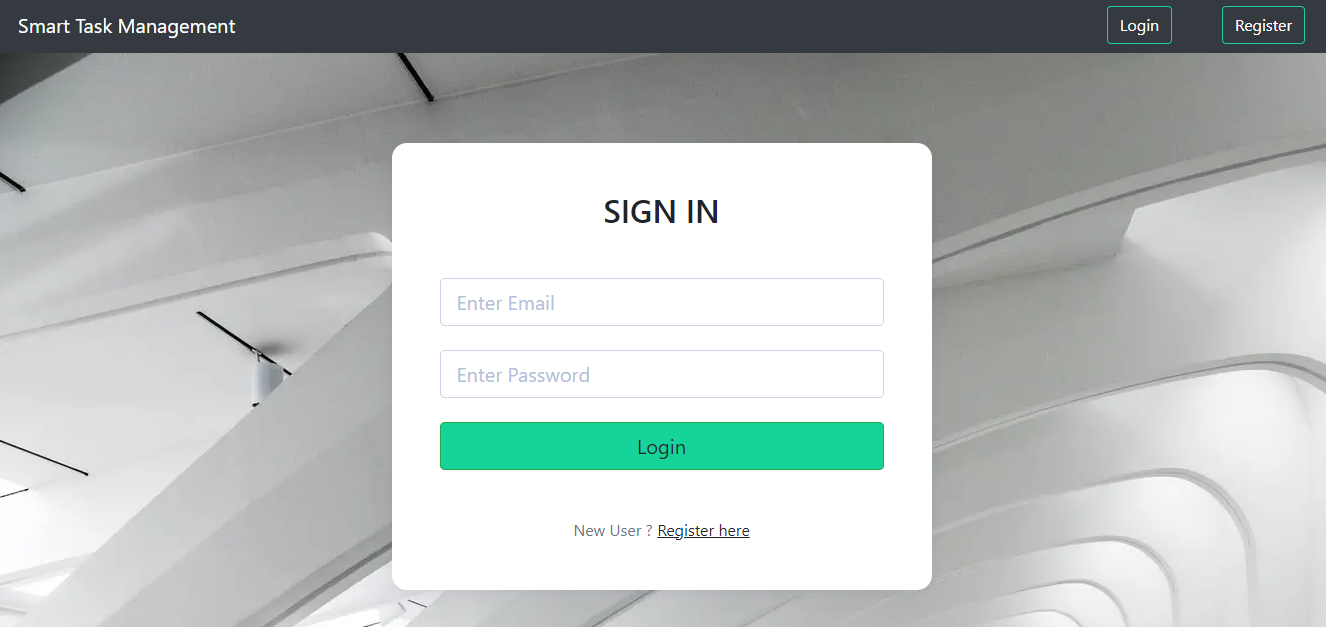 Smart Task Management Login Register
SIGN IN
Enter Email
Enter Password
Login
New User ? Register here